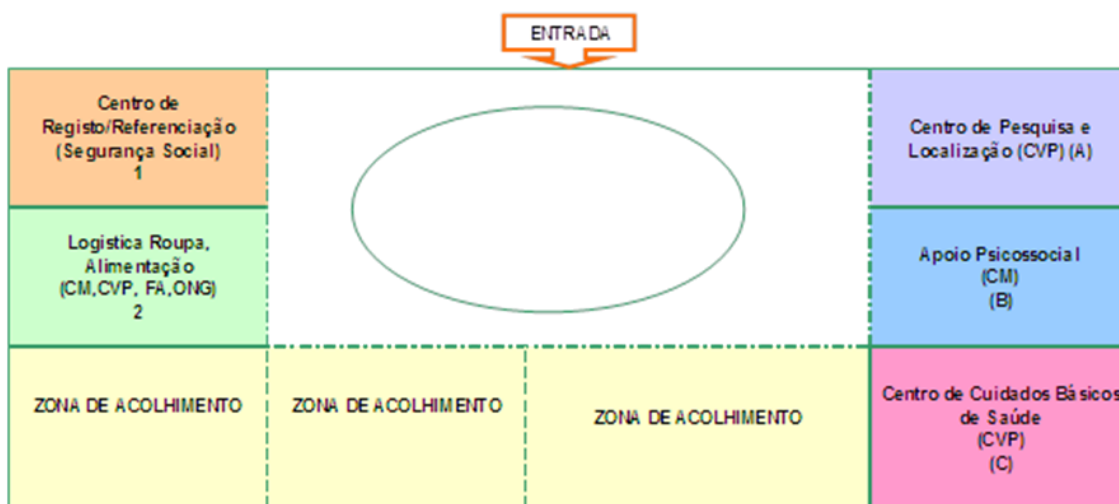 ENTRADA
Centro de
Registo/Referenciação
(Segurança Social)
1
Centro de Pesquisa e
Localização (CVP) (A)
Logistica Roupa,
Alimentação
(CM,CVP, FA,ONG)
2
Apoio Psicossocial
(CM)
(B)
ZONA DE ACOLHIMENTO
ZONA DE ACOLHIMENTO
ZONA DE ACOLHIMENTO
Centro de Cuidados Básicos
de Saúde
(CVP)
(C)